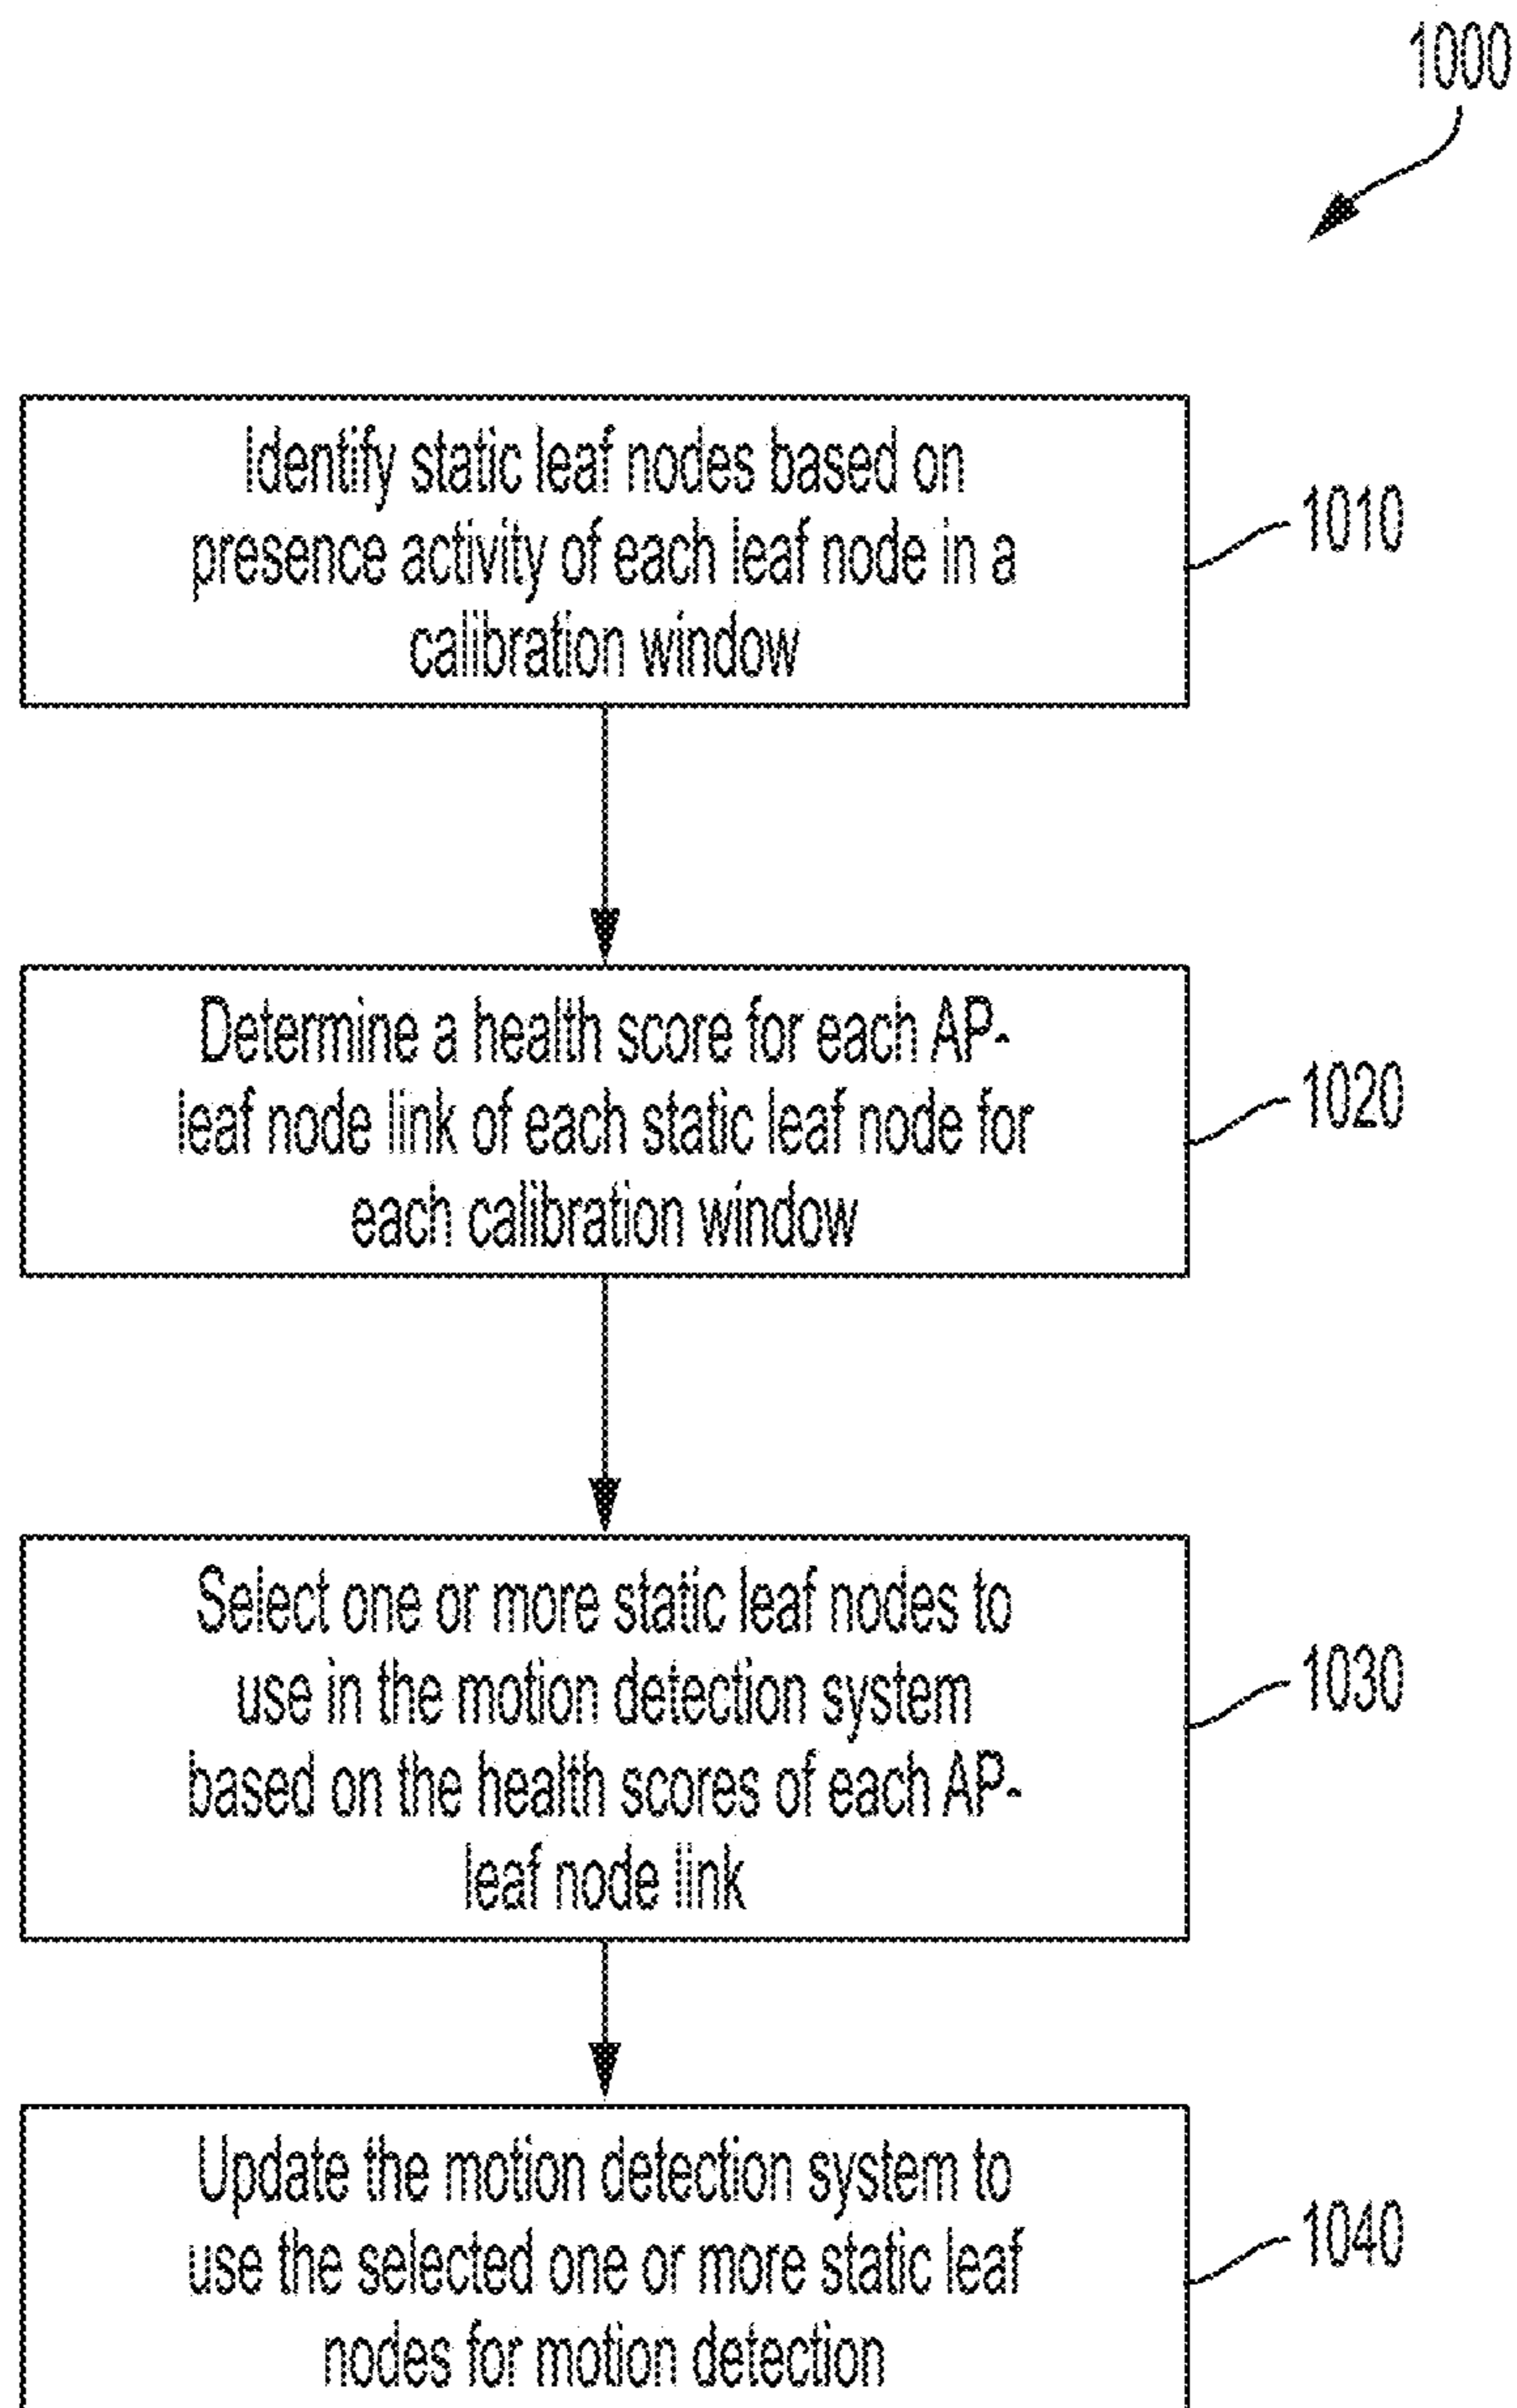 1000
Identify static leaf nodes based on
presence activity of each leaf node in a
calibration window
1010
Determine a health score for each AP-
leaf node link of each static leaf node for
each calibration window
1020
Select one or more static leaf nodes to
use in the motion detection system
based on the health scores of each AP-
leaf node link
1030
Update the motion detection system to
use the selected one or more static leaf
nodes for motion detection
1040